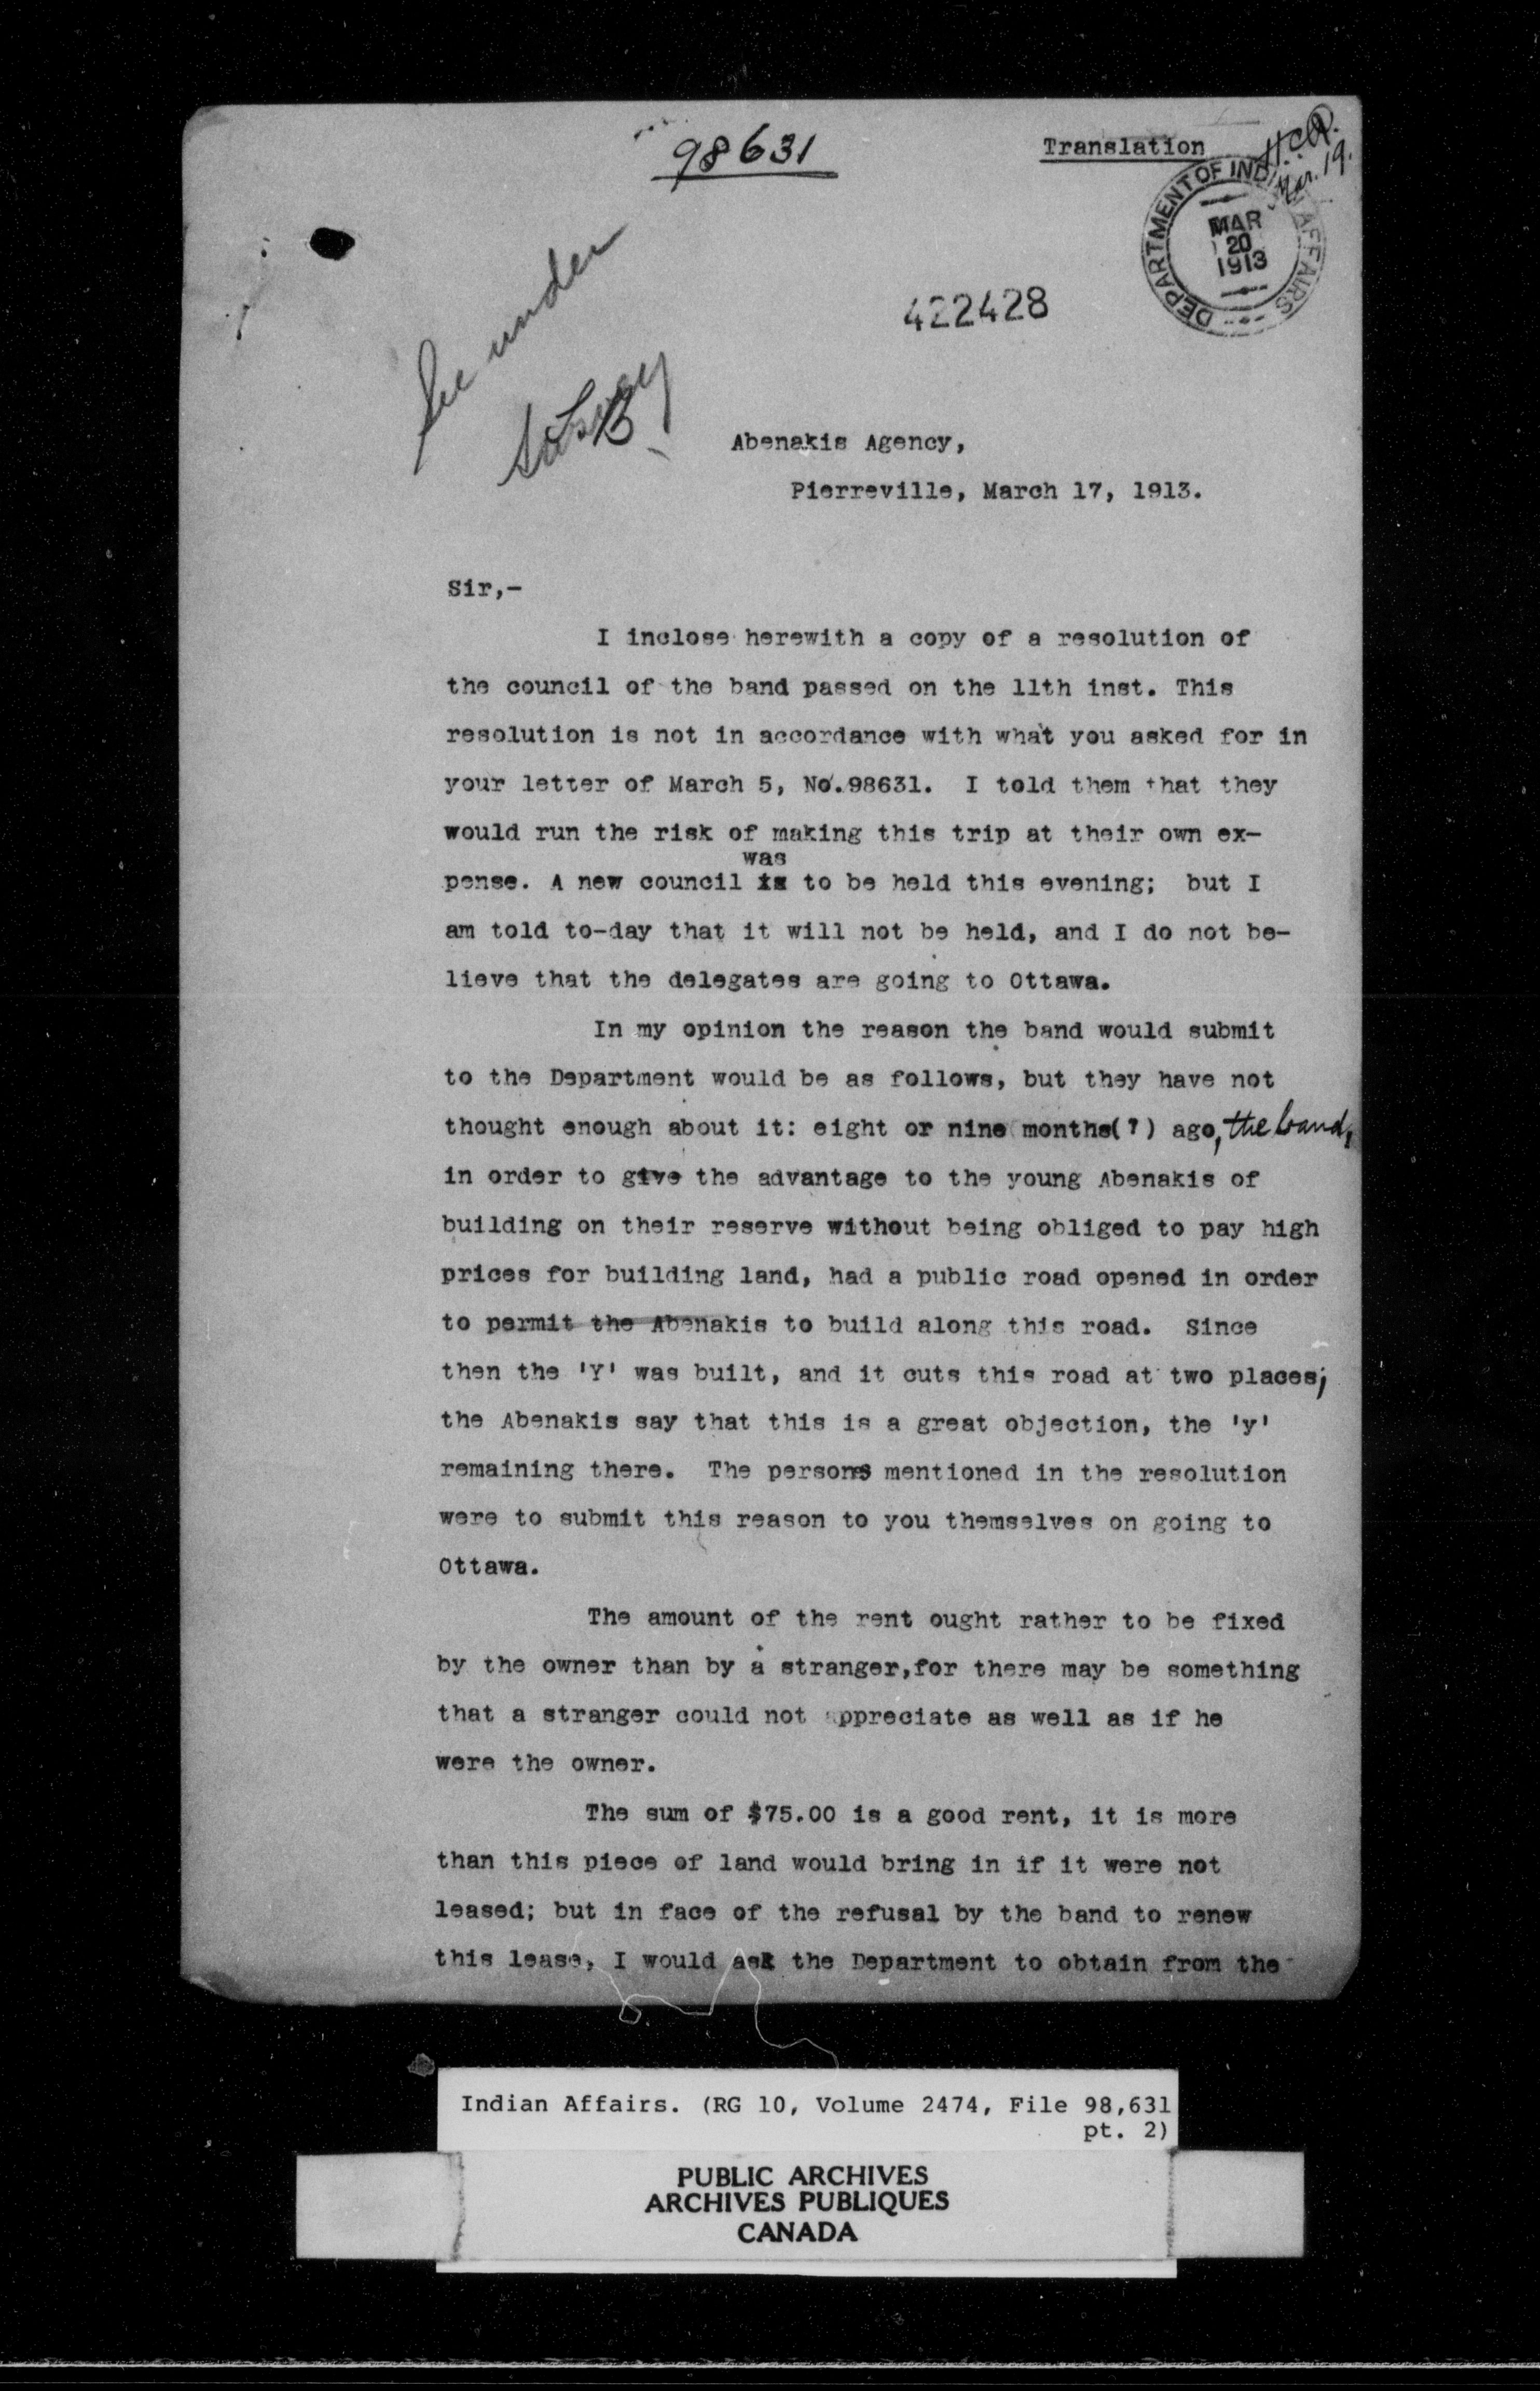 98631
Translation
H.C.R.
Mar. 19.
DEPARTMENT OF INDIAN AFFAIRS
MAR
20
1913
422428
See under
Abenakis Agency,
Pierreville, March 17, 1913.
Sir,-
I inclose herewith a copy of a resolution of
the council of the band passed on the 11th inst. This
resolution is not in accordance with what you asked for in
your letter of March 5, No.98631. I told them that they
would run the risk of making this trip at their own ex-
was
pense. A new council is to be held this evening; but I
am told to-day that it will not be held, and I do not be-
lieve that the delegates are going to Ottawa.
In my opinion the reason the band would submit
to the Department would be as follows, but they have not
thought enough about it: eight or nine months(?) ago, the band,
in order to give the advantage to the young Abenakis of
building on their reserve without being obliged to pay high
prices for building land, had a public road opened in order
to permit the Abenakis to build along this road. Since
then the 'Y' was built, and it cuts this road at two places;
the Abenakis say that this is a great objection, the 'y'
remaining there. The persons mentioned in the resolution
were to submit this reason to you themselves on going to
Ottawa.
The amount of the rent ought rather to be fixed
by the owner than by a stranger,for there may be something
that a stranger could not appreciate as well as if he
were the owner.
The sum of $75.00 is a good rent, it is more
than this piece of land would bring in if it were not
leased; but in face of the refusal by the band to renew
this lease, I would ask the Department to obtain from the
Indian Affairs. (RG 10, Volume 2474, File 98,631
pt. 2)
PUBLIC ARCHIVES
ARCHIVES PUBLIQUES
CANADA